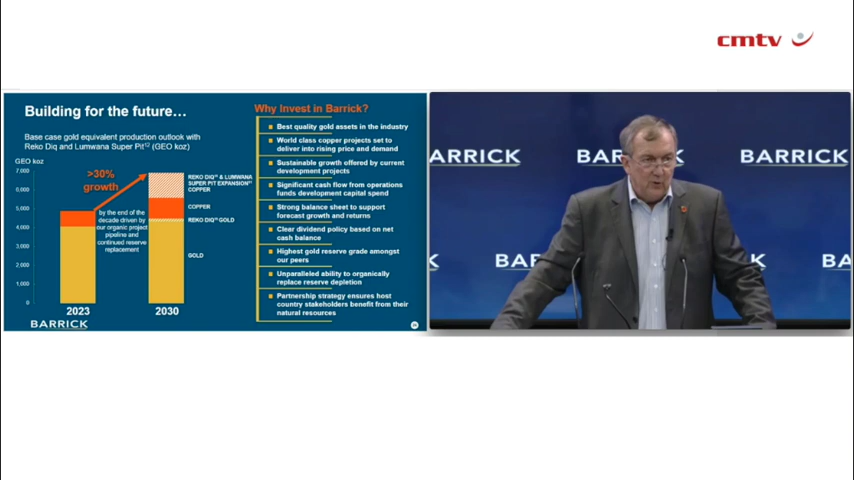 cmtv
Building for the future…
Base case gold equivalent production outlook with
Reko Diq and Lumwana Super Pit¹² (GEO koz)
GEO koz
7,000
6,000
5,000
4,000
3,000
2,000
1,000
0
>30%
growth
by the end of the
decade driven by
our organic project
pipeline and
continued reserve
replacement
REKO DIQ & LUMWANA
SUPER PIT EXPANSION
COPPER
COPPER
REKO DIQ GOLD
GOLD
2023
2030
BARRICK
Why Invest in Barrick?
Best quality gold assets in the industry
World class copper projects set to
deliver into rising price and demand
Sustainable growth offered by current
development projects
Significant cash flow from operations
funds development capital spend
Strong balance sheet to support
forecast growth and returns
Clear dividend policy based on net
cash balance
Highest gold reserve grade amongst
our peers
Unparalleled ability to organically
replace reserve depletion
Partnership strategy ensures host
country stakeholders benefit from their
natural resources
ARRICK
BARRICK
K
BARRICK
BA